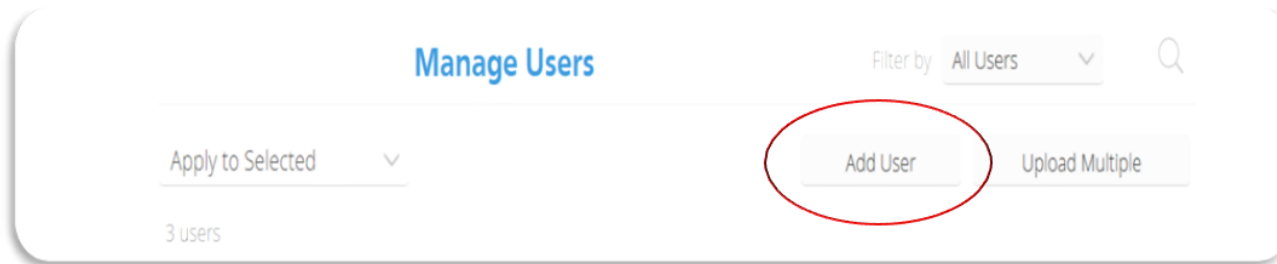 Manage Users
Filter by All Users
Apply to Selected
Add User
Upload Multiple
3 users